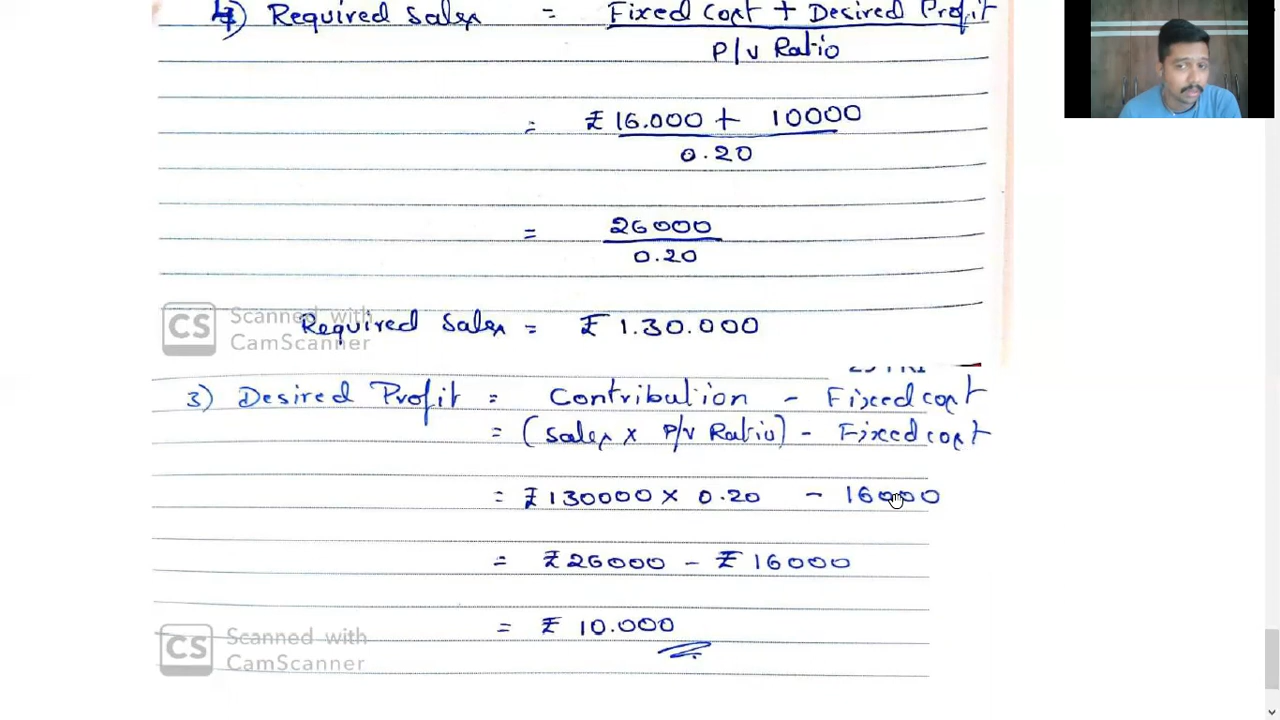 4) Required Sales = Fixed Cost + Desired Profit
P/V Ratio
= ₹ 16.000 + 10000
0.20
= 26000
0.20
Scanned with
CamScanner
CS
Required Sales = ₹ 1.30.000
3) Desired Profit = Contribution - Fixed cost
= (Sales x P/V Ratio) - Fixed cost
= ₹ 130000 x 0.20 - 16000
= ₹ 26000 - ₹ 16000
= ₹ 10.000
CS
Scanned with
CamScanner